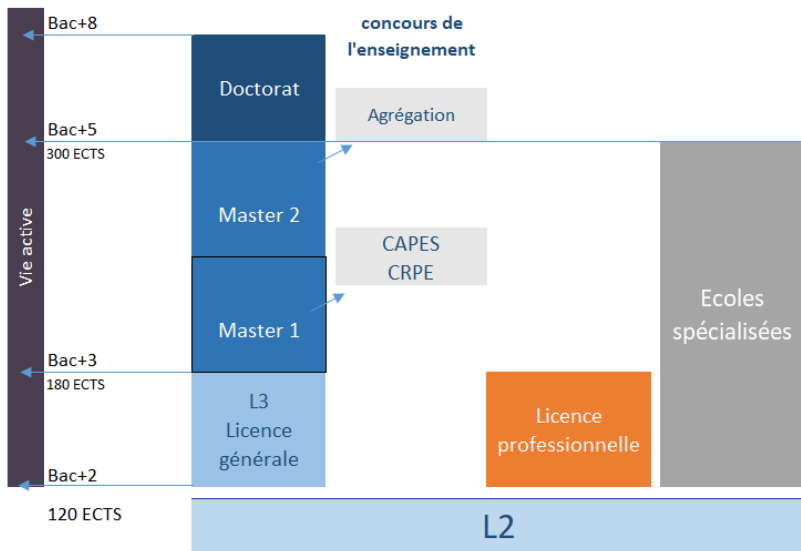 Bac+8
concours de
l'enseignement
Doctorat
Agrégation
Bac+5
300 ECTS
Master 2
CAPES
CRPE
Vie active
Ecoles
spécialisées
Master 1
Bac+3
180 ECTS
L3
Licence
générale
Licence
professionnelle
Bac+2
120 ECTS
L2